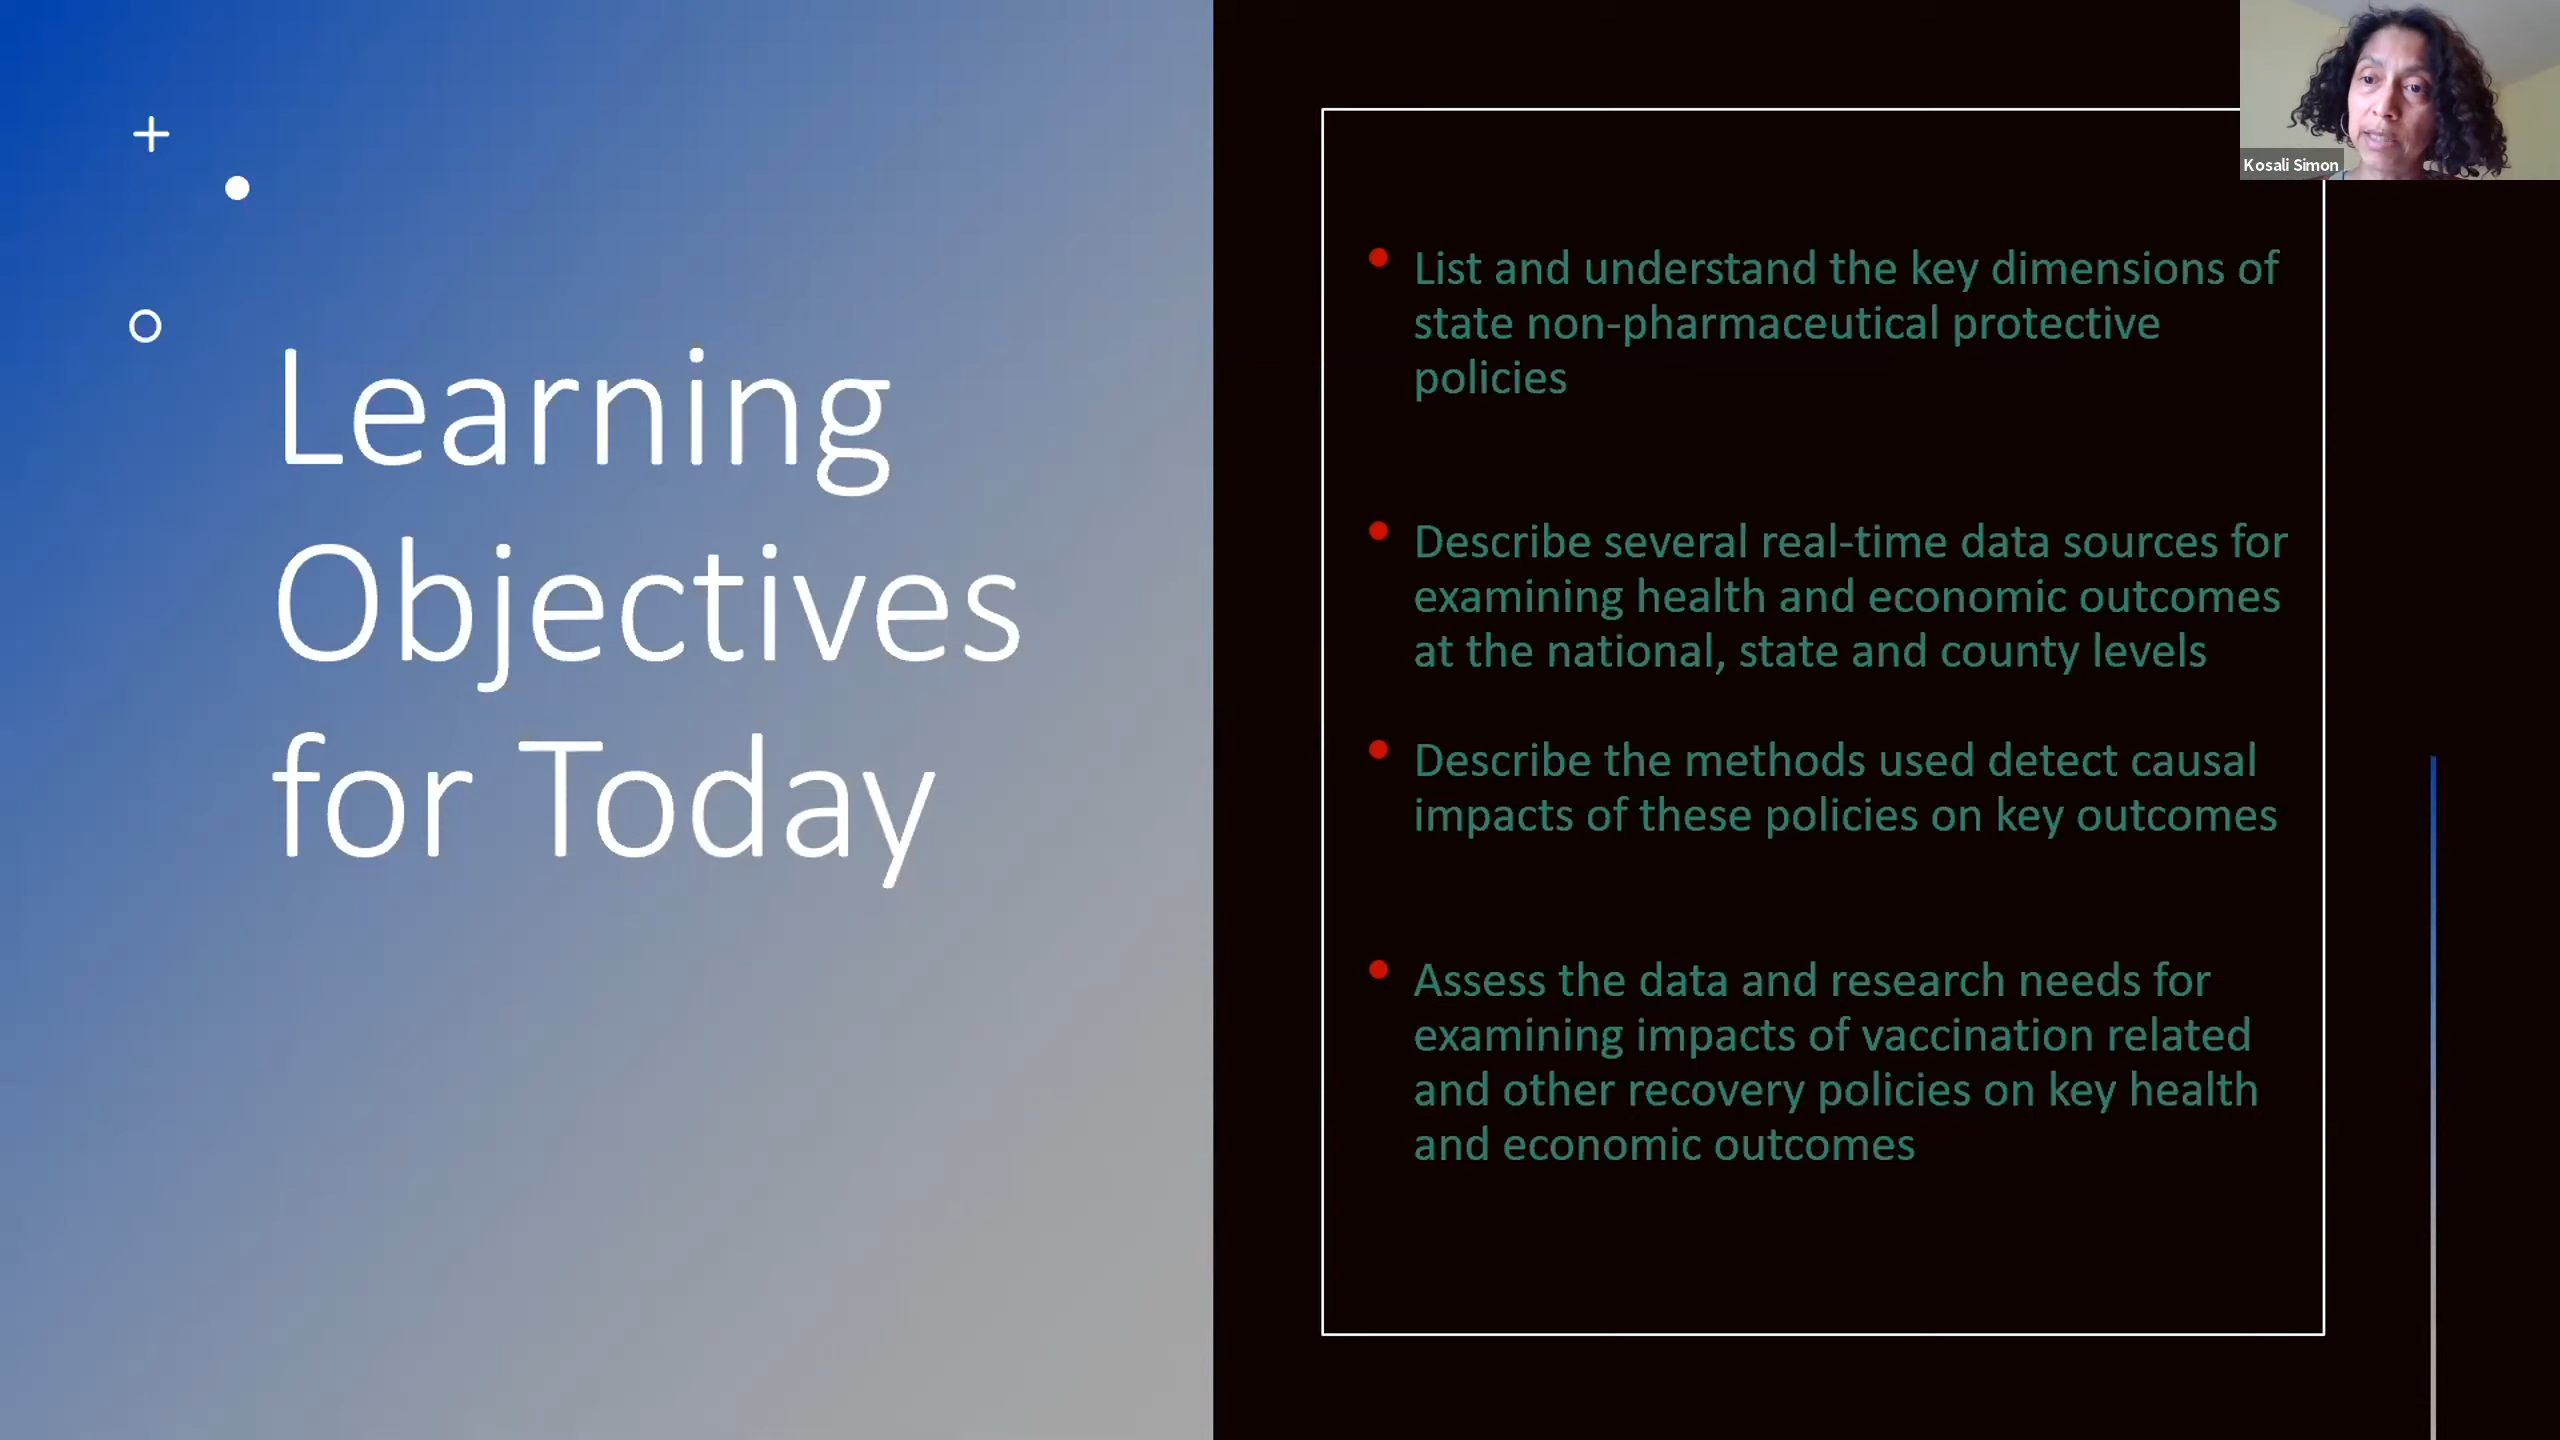 Learning
Objectives
for Today
Kosali Simon
• List and understand the key dimensions of
state non-pharmaceutical protective
policies
• Describe several real-time data sources for
examining health and economic outcomes
at the national, state and county levels
• Describe the methods used detect causal
impacts of these policies on key outcomes
• Assess the data and research needs for
examining impacts of vaccination related
and other recovery policies on key health
and economic outcomes